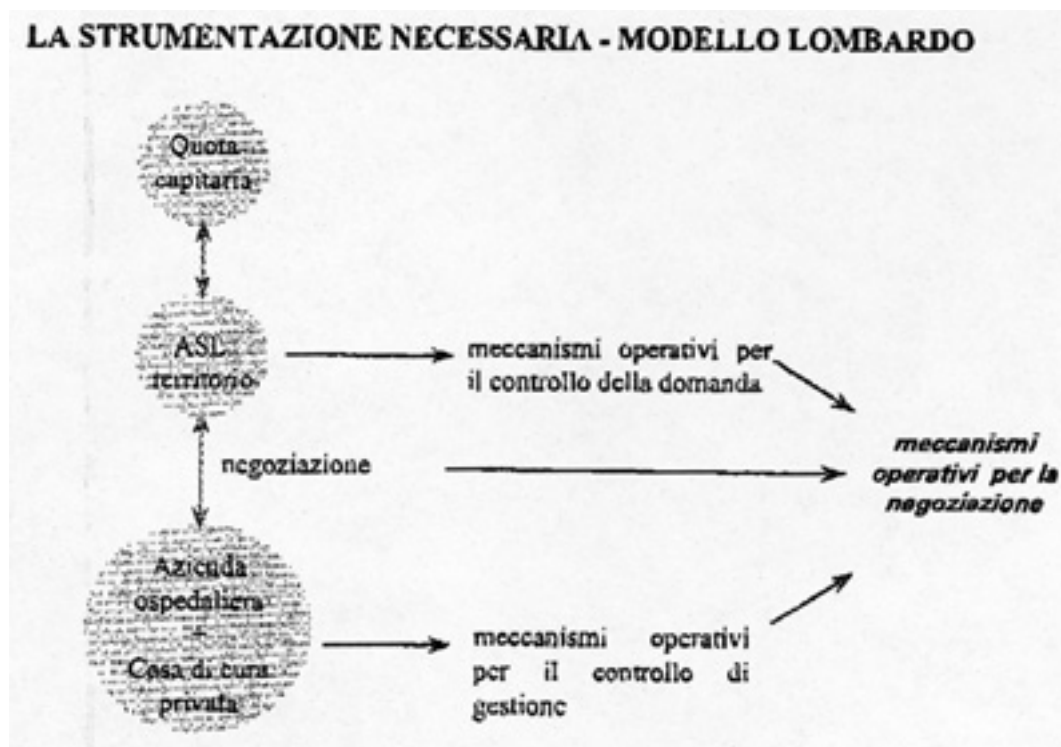 LA STRUMENTAZIONE NECESSARIA - MODELLO LOMBARDO
Quota
capitaria
ASL
territorio
meccanismi operativi per
il controllo della domanda
negoziazione
meccanismi
operativi per la
negoziazione
Azienda
ospedaliera
+
Casa di cura
privata
meccanismi operativi
per il controllo di
gestione